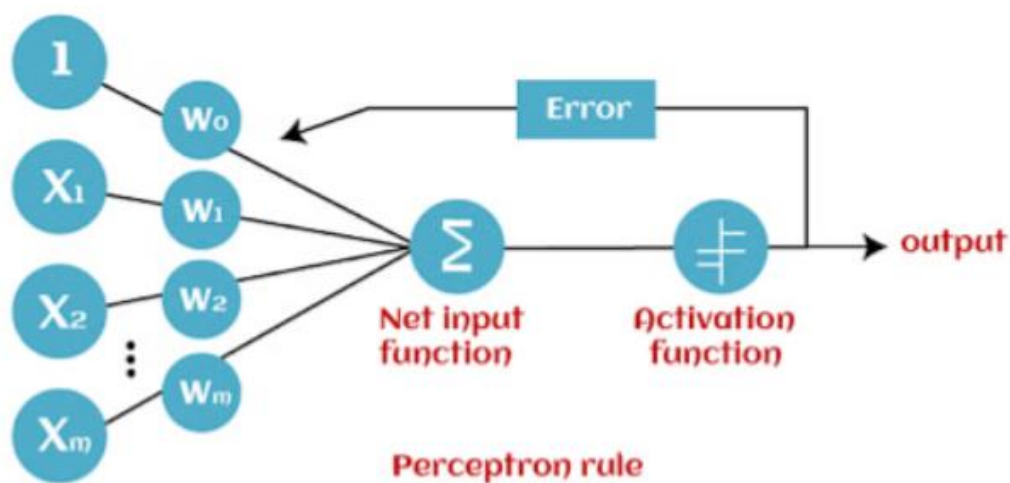 1
W₀
Error
X₁
W₁
Σ
output
X₂
W₂
Net input
function
Activation
function
Xₘ
Wₘ
Perceptron rule